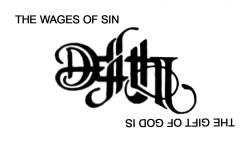 THE WAGES OF SIN
DEATH
THE GIFT OF GOD IS